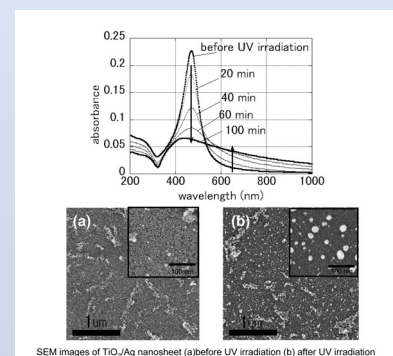 0.25
0.2
0.15
0.1
0.05
0
absorbance
before UV irradiation
20 min
40 min
60 min
100 min
200
400
600
800
1000
wavelength (nm)
(a)
100 nm
1um
(b)
1um
SEM images of TiO₂/Ag nanosheet (a)before UV irradiation (b) after UV irradiation